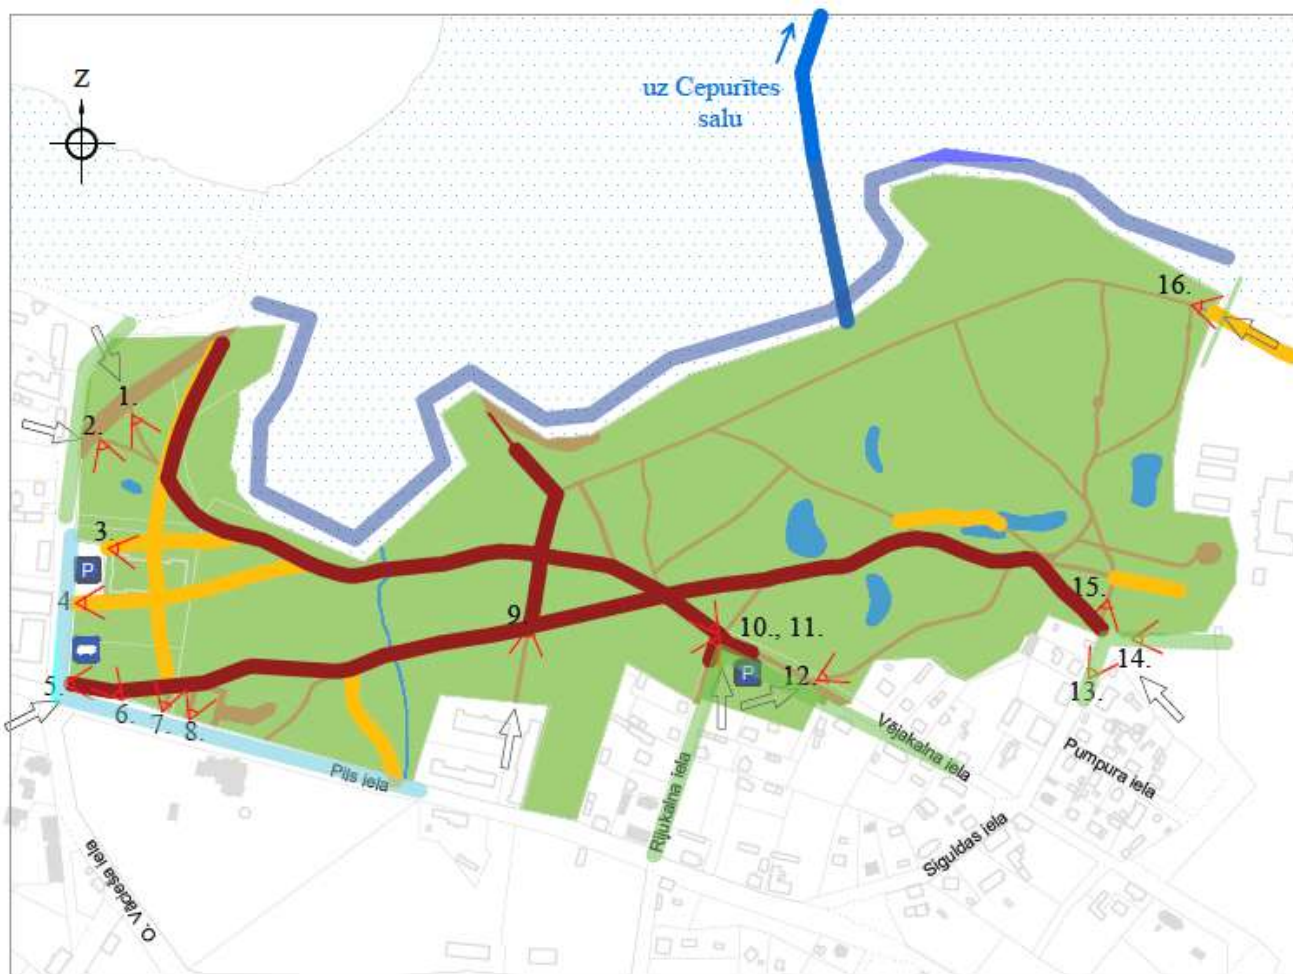 Z
uz Cepurītes
salu
16.
1.
2.
3.
P
4
15.
9.
10., 11.
14.
P
12.
13.
5.
6.
7.
8.
Vējakalna iela
Pumpura iela
Pils iela
Rijukalna iela
Siguldas iela
O. Vācieša iela